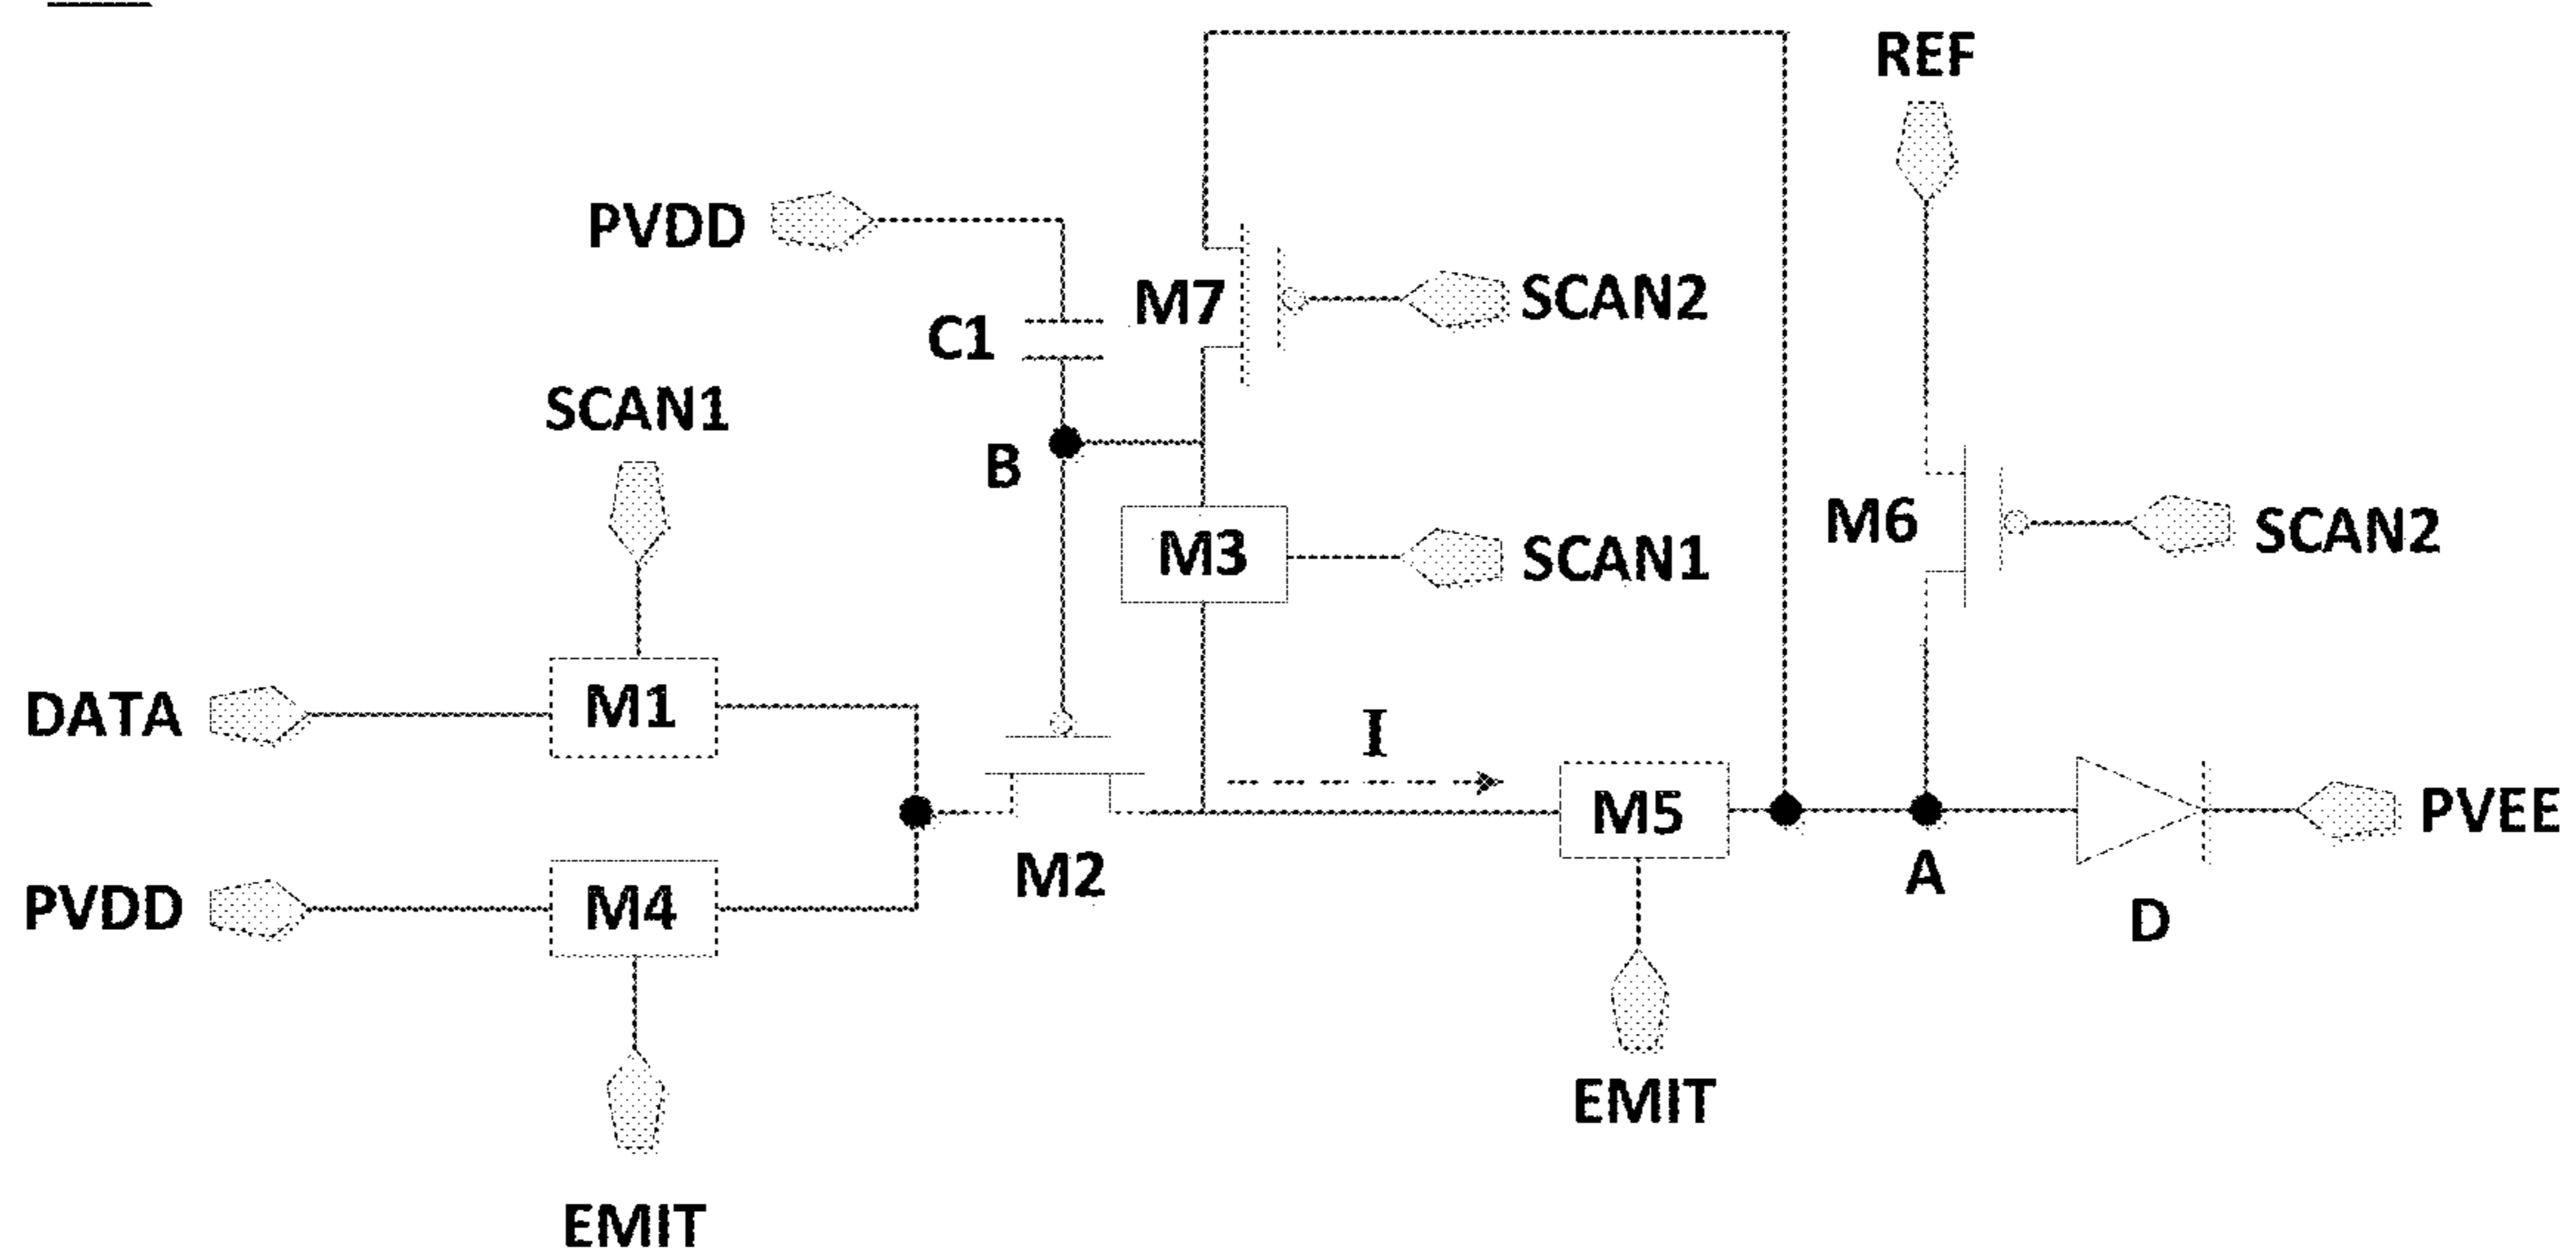 REF
PVDD
M7
SCAN2
C1
SCAN1
B
M6
SCAN2
M3
SCAN1
DATA
M1
I
M5
PVEE
M2
A
D
PVDD
M4
EMIT
EMIT